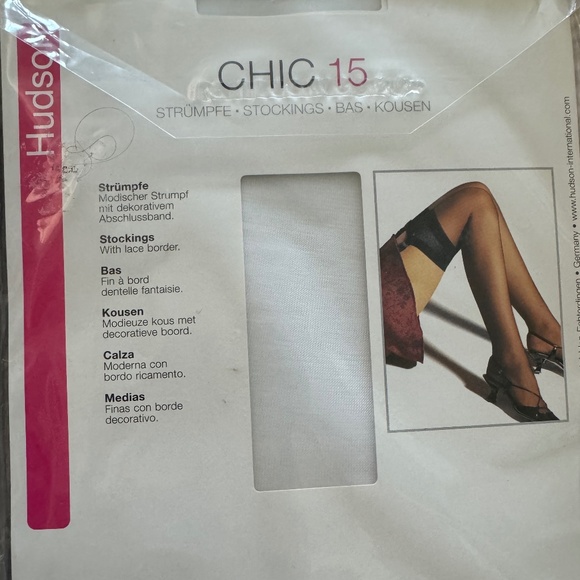 Hudson
CHIC 15
STRÜMPFE • STOCKINGS • BAS • KOUSEN
Strümpfe
Modischer Strumpf
mit dekorativem
Abschlussband.
Stockings
With lace border.
Bas
Fin à bord
dentelle fantaisie.
Kousen
Modieuze kous met
decoratieve boord.
Calza
Moderna con
bordo ricamento.
Medias
Finas con borde
decorativo.
Germany • www.hudson-international.com